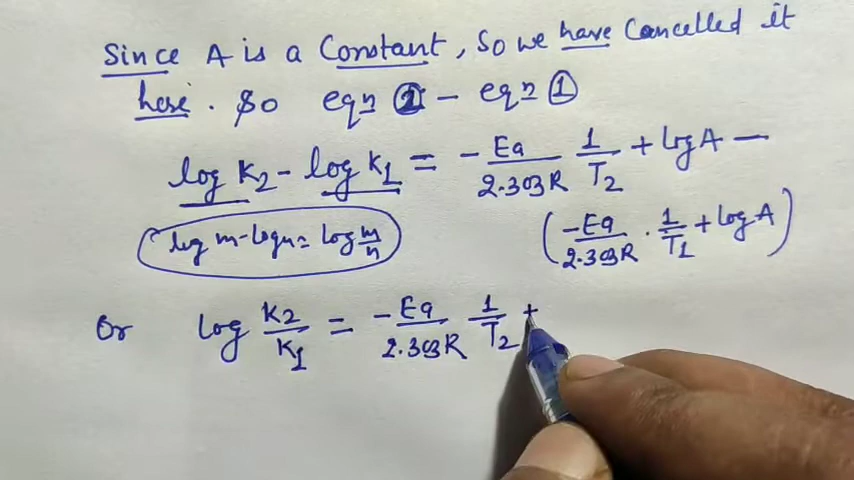 Since A is a Constant, So we have Cancelled it
here. So eqn ② - eqn ①
log K₂ - log K₁ = - Ea/2.303R 1/T₂ + log A —
log m - log n = log m/n
(-Ea/2.303R . 1/T₁ + log A)
Or log K₂/K₁ = - Ea/2.303R 1/T₂ +